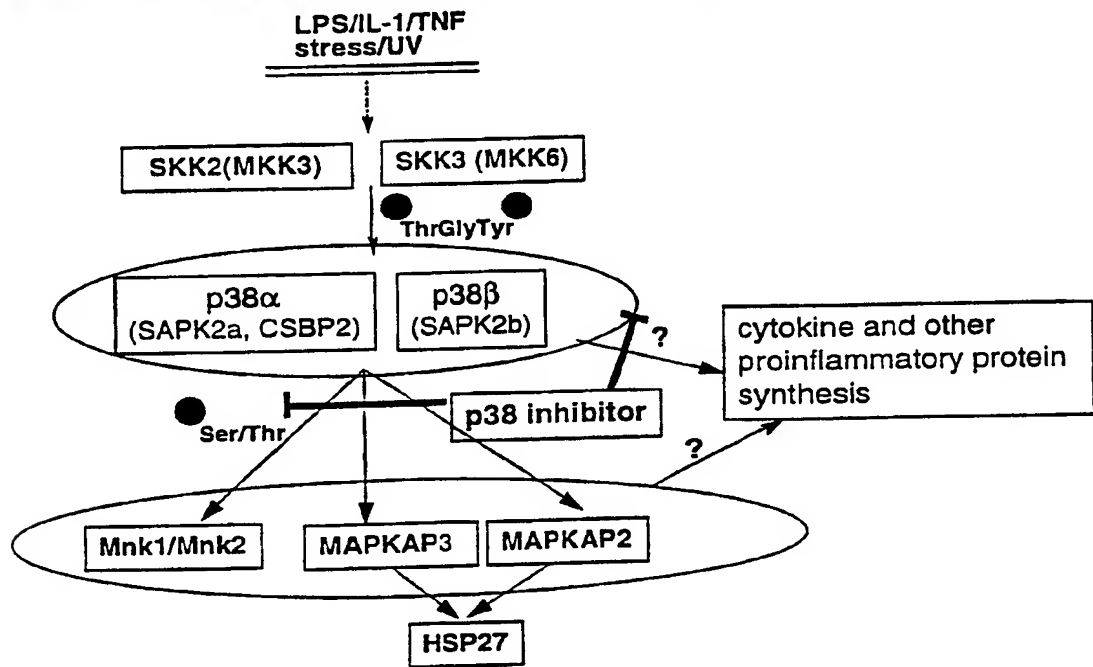 LPS/IL-1/TNF
stress/UV
SKK2(MKK3)
SKK3 (MKK6)
ThrGlyTyr
p38α
(SAPK2a, CSBP2)
p38β
(SAPK2b)
?
cytokine and other
proinflammatory protein
synthesis
p38 inhibitor
Ser/Thr
?
Mnk1/Mnk2
MAPKAP3
MAPKAP2
HSP27